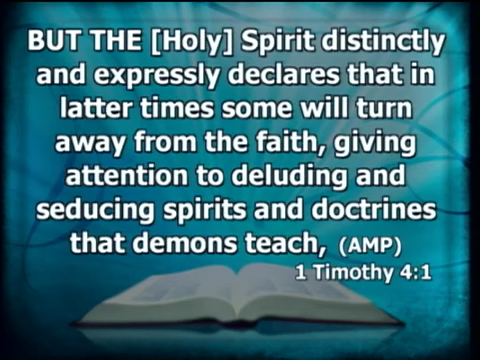 BUT THE [Holy] Spirit distinctly
and expressly declares that in
latter times some will turn
away from the faith, giving
attention to deluding and
seducing spirits and doctrines
that demons teach, (AMP)
1 Timothy 4:1